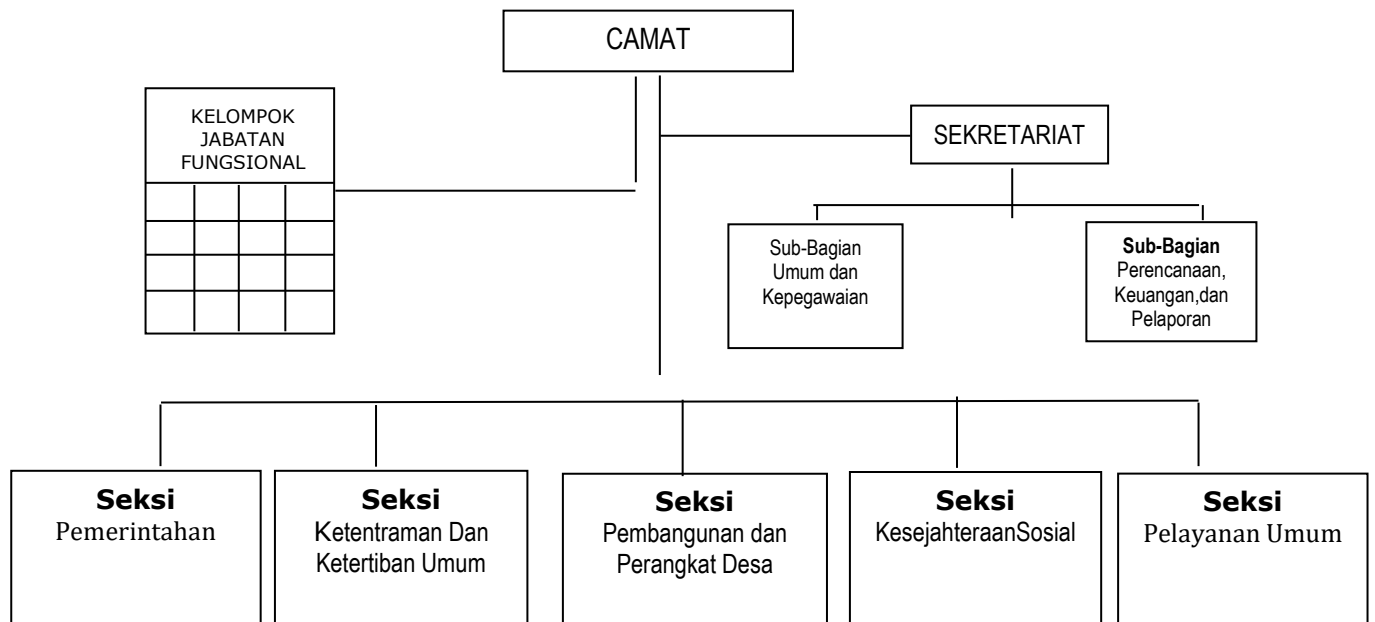 CAMAT
KELOMPOK
JABATAN
FUNGSIONAL
SEKRETARIAT
Sub-Bagian
Umum dan
Kepegawaian
Sub-Bagian
Perencanaan,
Keuangan,dan
Pelaporan
Seksi
Pemerintahan
Seksi
Ketentraman Dan
Ketertiban Umum
Seksi
Pembangunan dan
Perangkat Desa
Seksi
KesejahteraanSosial
Seksi
Pelayanan Umum